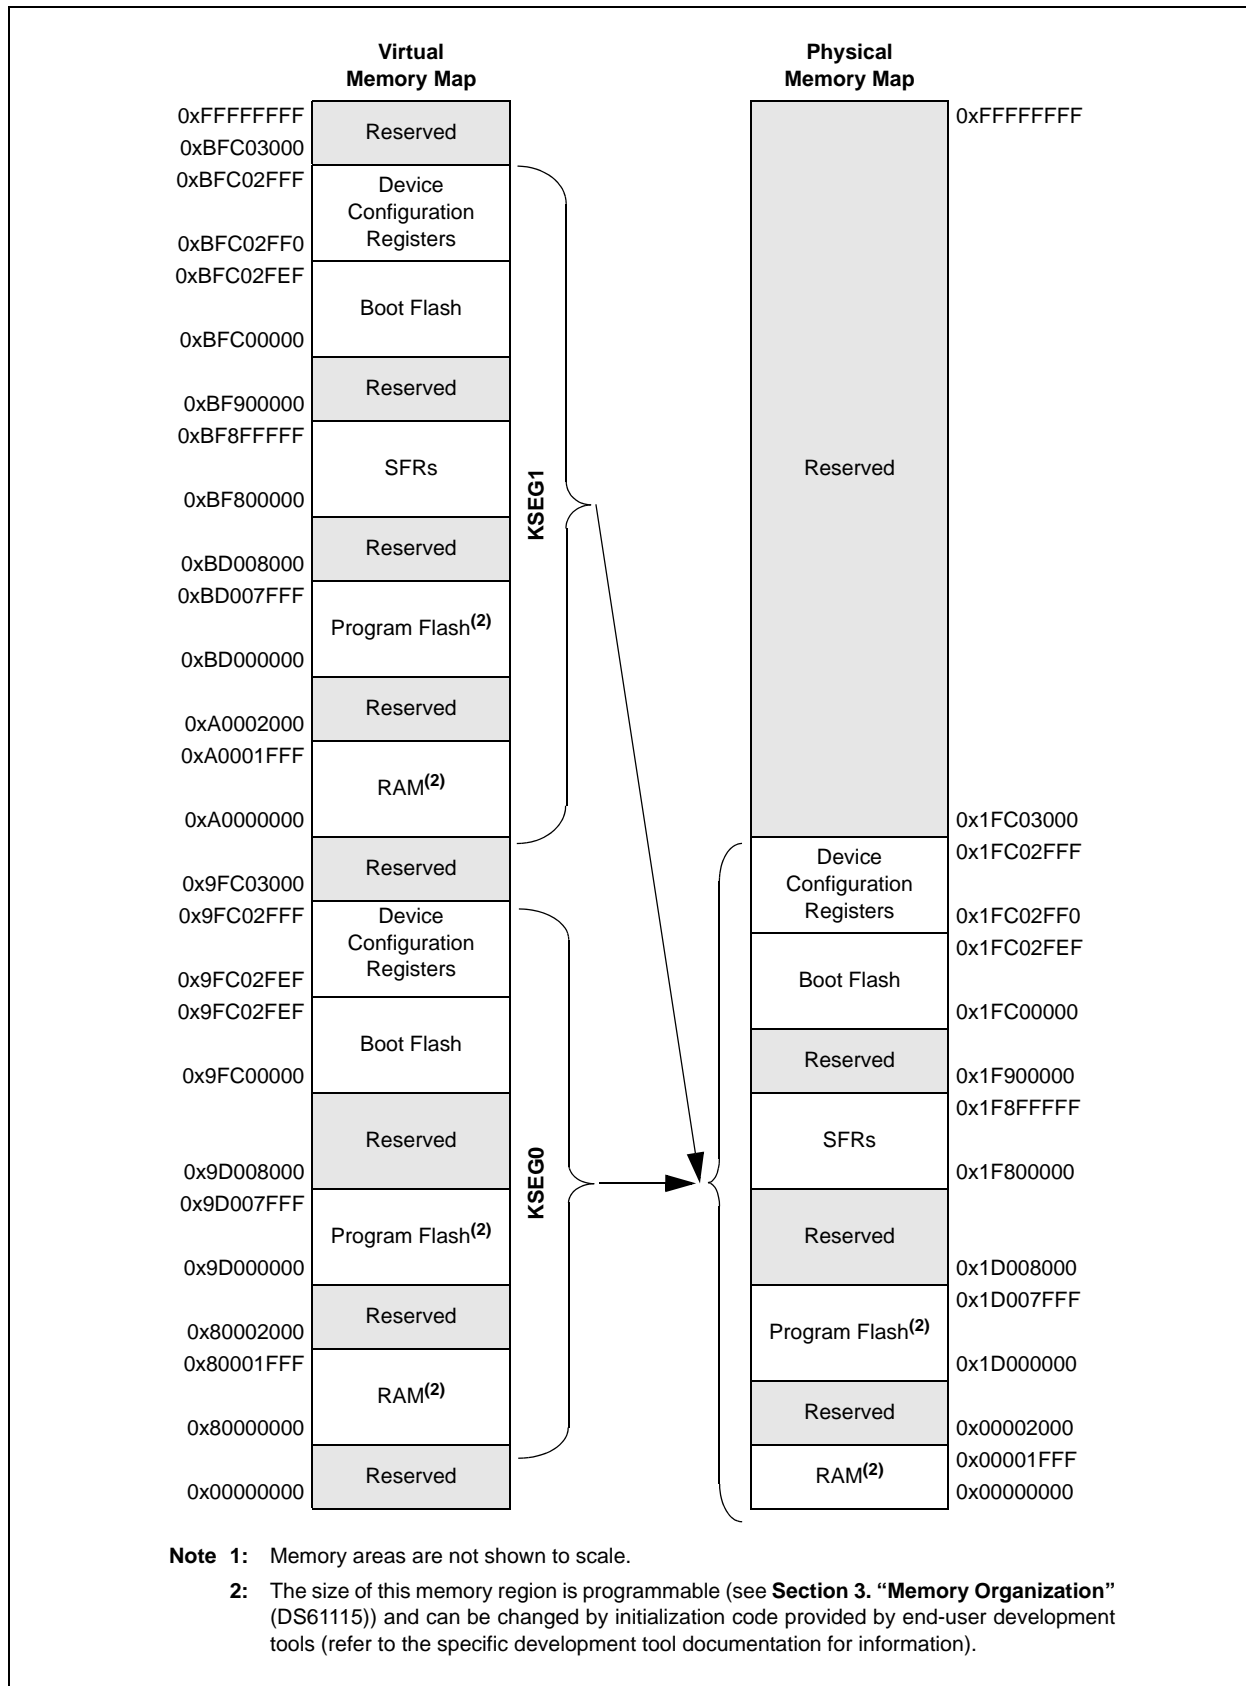 Virtual
Memory Map
0xFFFFFFFF
Reserved
0xBFC03000
0xBFC02FFF
Device
Configuration
Registers
0xBFC02FF0
0xBFC02FEF
Boot Flash
0xBFC00000
Reserved
0xBF900000
0xBF8FFFFF
SFRs
0xBF800000
Reserved
0xBD008000
0xBD007FFF
Program Flash(2)
0xBD000000
Reserved
0xA0002000
0xA0001FFF
RAM(2)
0xA0000000
Reserved
0x9FC03000
0x9FC02FFF
Device
Configuration
Registers
0x9FC02FEF
0x9FC02FEF
Boot Flash
0x9FC00000
Reserved
0x9D008000
0x9D007FFF
Program Flash(2)
0x9D000000
Reserved
0x80002000
0x80001FFF
RAM(2)
0x80000000
Reserved
0x00000000
KSEG1
KSEG0
Physical
Memory Map
0xFFFFFFFF
Reserved
0x1FC03000
Device
Configuration
Registers
0x1FC02FFF
0x1FC02FF0
0x1FC02FEF
Boot Flash
0x1FC00000
Reserved
0x1F900000
0x1F8FFFFF
SFRs
0x1F800000
Reserved
0x1D008000
0x1D007FFF
Program Flash(2)
0x1D000000
Reserved
0x00002000
0x00001FFF
RAM(2)
0x00000000
Note 1: Memory areas are not shown to scale.
2: The size of this memory region is programmable (see Section 3. “Memory Organization”
(DS61115)) and can be changed by initialization code provided by end-user development
tools (refer to the specific development tool documentation for information).